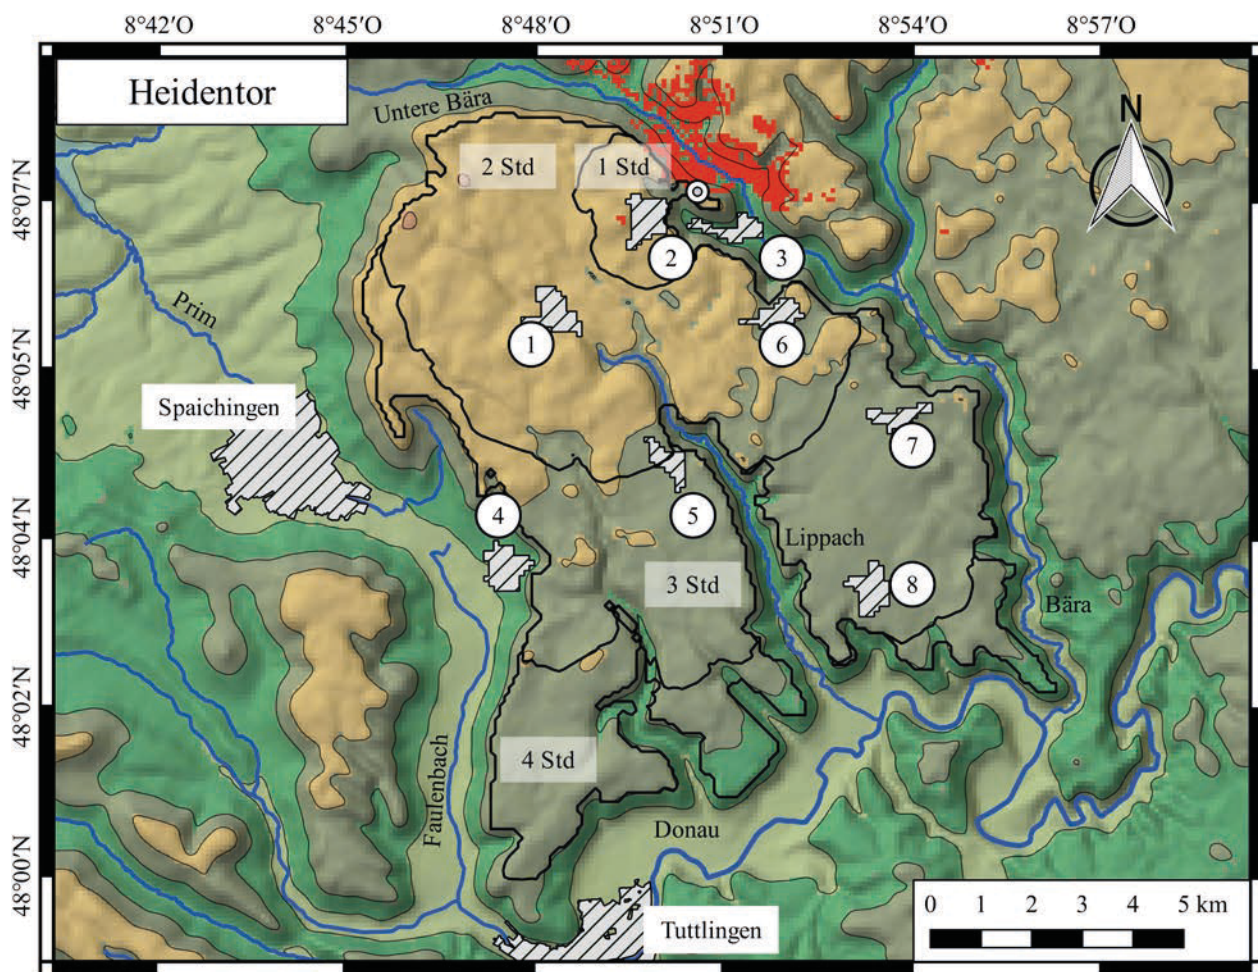 8°42′O 8°45′O 8°48′O 8°51′O 8°54′O 8°57′O
Heidentor
Untere Bära
N
2 Std 1 Std
48°07′N
2 3
Prim
1 6
48°05′N
Spaichingen
7
4 5
48°04′N
Lippach
3 Std
8
Bära
48°02′N
4 Std
Faulenbach
Donau
48°00′N
0 1 2 3 4 5 km
Tuttlingen